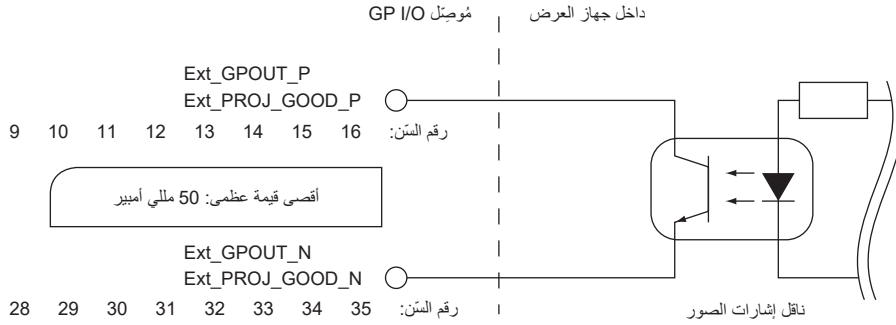 داخل جهاز العرض
مُوصِّل GP I/O
Ext_GPOUT_P
Ext_PROJ_GOOD_P
رقم السّن: 16 15 14 13 12 11 10 9
أقصى قيمة عظمى: 50 مللي أمبير
Ext_GPOUT_N
Ext_PROJ_GOOD_N
رقم السّن: 35 34 33 32 31 30 29 28
ناقل إشارات الصور